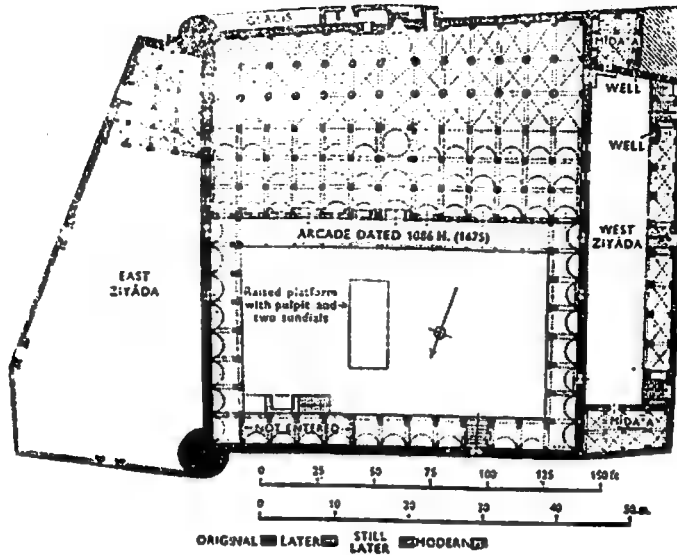 MĪḌA'A
WELL
WELL
ARCADE DATED 1086 H. (1675)
WEST
ZIYĀDA
EAST
ZIYĀDA
Raised platform
with pulpit and
two sundials
NOT ENTERED
MĪḌA'A
0 25 50 75 100 125 150 ft
0 10 20 30 40 50 m.
ORIGINAL LATER STILL LATER MODERN